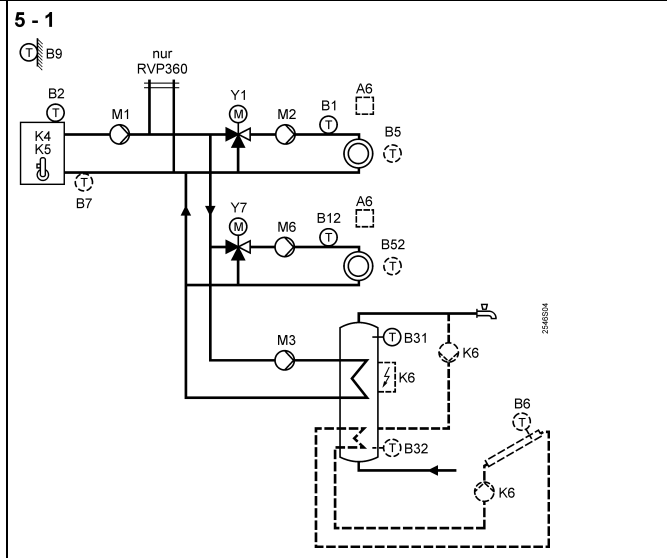 5 - 1
T B9
nur
RVP360
B2
T
M1
Y1
M
M2
B1
T
A6
K4
K5
B5
T
T
B7
A6
Y7
M
M6
B12
T
B52
T
2546S04
M3
T B31
K6
K6
B6
T
T B32
K6